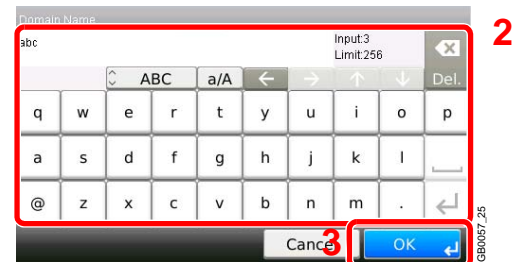 Domain Name
abc
Input:3
Limit:256
2
ABC a/A ← → ↑ ↓ Del.
q w e r t y u i o p
a s d f g h j k l
@ z x c v b n m .
Cance 3 OK
GB0057_25